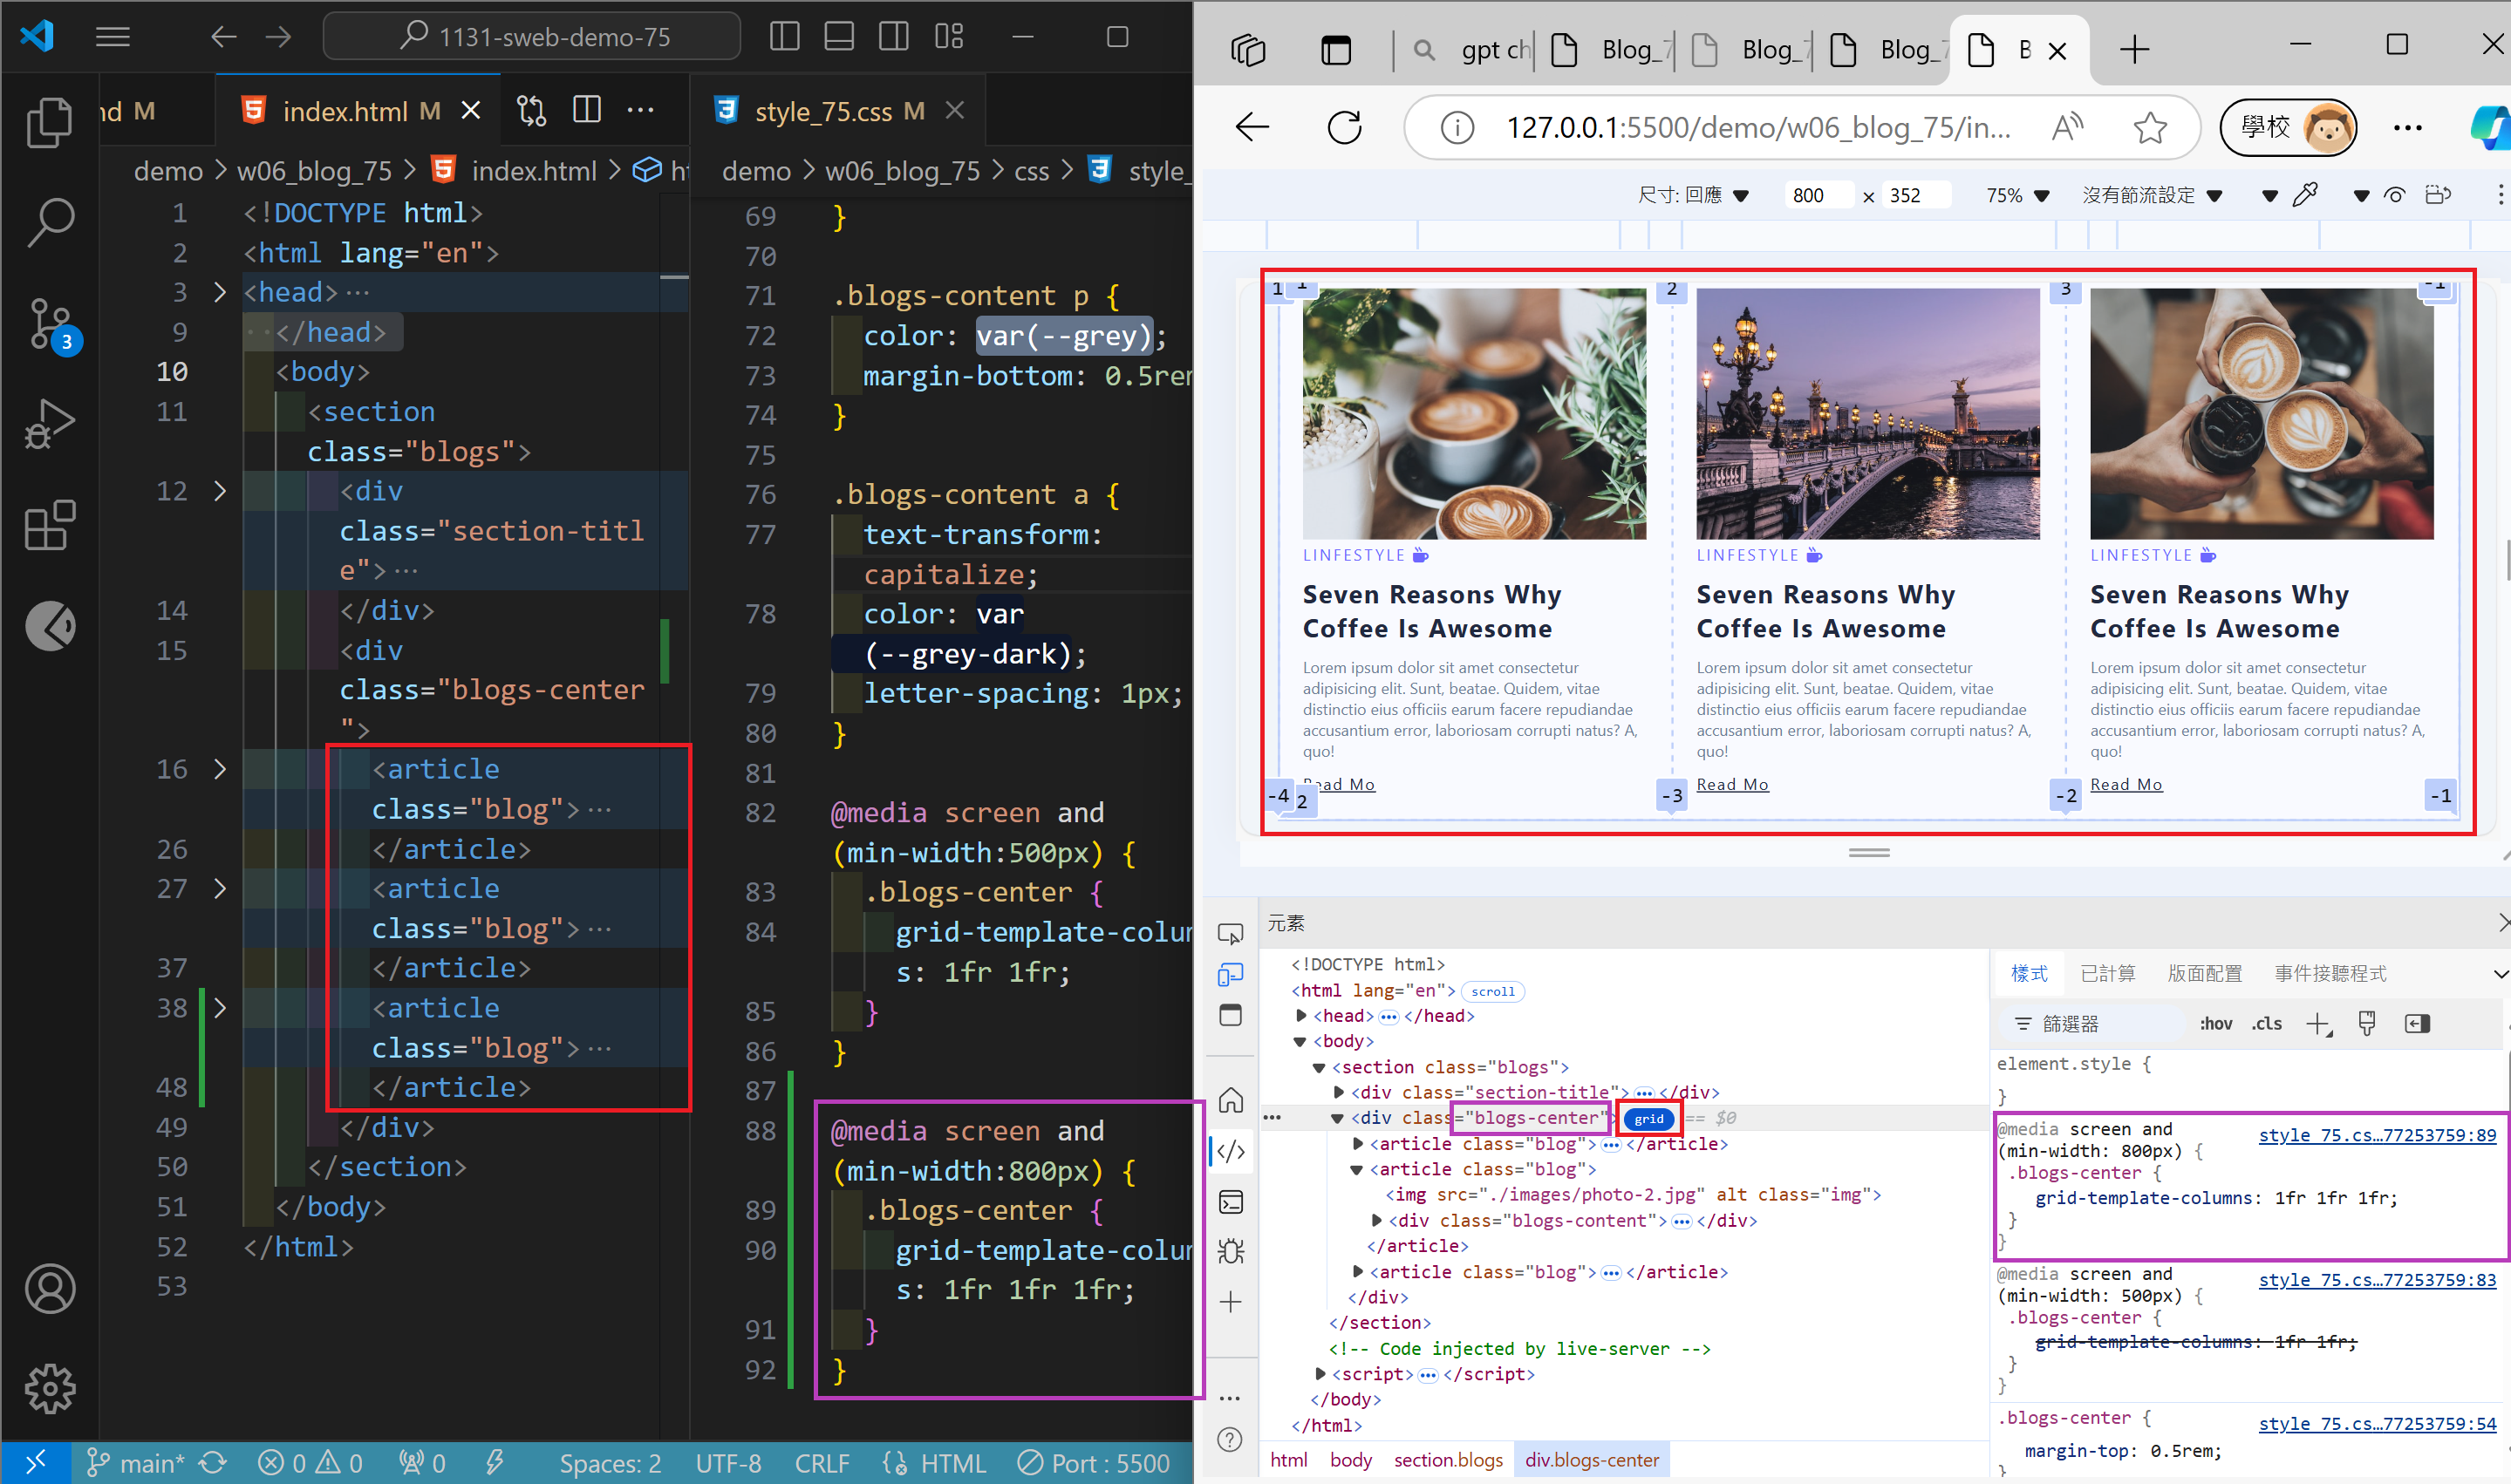 1131-sweb-demo-75
nd M
index.html M
style_75.css M
demo > w06_blog_75 > index.html >
demo > w06_blog_75 > css > style_
1 <!DOCTYPE html>
2 <html lang="en">
3 <head>⋯
9 </head>
10 <body>
11 <section
class="blogs">
12 <div
class="section-titl
e">⋯
14 </div>
15 <div
class="blogs-center
">
16 <article
class="blog">⋯
26 </article>
27 <article
class="blog">⋯
37 </article>
38 <article
class="blog">⋯
48 </article>
49 </div>
50 </section>
51 </body>
52 </html>
53
69 }
70
71 .blogs-content p {
72 color: var(--grey);
73 margin-bottom: 0.5rem
74 }
75
76 .blogs-content a {
77 text-transform:
capitalize;
78 color: var
(--grey-dark);
79 letter-spacing: 1px;
80 }
81
82 @media screen and
(min-width:500px) {
83 .blogs-center {
84 grid-template-colum
s: 1fr 1fr;
85 }
86 }
87
88 @media screen and
(min-width:800px) {
89 .blogs-center {
90 grid-template-colum
s: 1fr 1fr 1fr;
91 }
92 }
3
main* 0 0 0 Spaces: 2 UTF-8 CRLF HTML Port : 5500
gpt ch Blog_7 Blog_7 Blog_7 B
127.0.0.1:5500/demo/w06_blog_75/in...
學校
尺寸: 回應 800 × 352 75% 沒有節流設定
1 1 2 3 -1
LINFESTYLE
Seven Reasons Why
Coffee Is Awesome
Lorem ipsum dolor sit amet consectetur
adipisicing elit. Sunt, beatae. Quidem, vitae
distinctio eius officiis earum facere repudiandae
accusantium error, laboriosam corrupti natus? A,
quo!
Read Mo
LINFESTYLE
Seven Reasons Why
Coffee Is Awesome
Lorem ipsum dolor sit amet consectetur
adipisicing elit. Sunt, beatae. Quidem, vitae
distinctio eius officiis earum facere repudiandae
accusantium error, laboriosam corrupti natus? A,
quo!
Read Mo
LINFESTYLE
Seven Reasons Why
Coffee Is Awesome
Lorem ipsum dolor sit amet consectetur
adipisicing elit. Sunt, beatae. Quidem, vitae
distinctio eius officiis earum facere repudiandae
accusantium error, laboriosam corrupti natus? A,
quo!
Read Mo
-4 2 -3 -2 -1
元素
<!DOCTYPE html>
<html lang="en"> scroll
<head> ⋯ </head>
<body>
<section class="blogs">
<div class="section-title"> ⋯ </div>
<div class="blogs-center"> grid == $0
<article class="blog"> ⋯ </article>
<article class="blog">
<img src="./images/photo-2.jpg" alt class="img">
<div class="blogs-content"> ⋯ </div>
</article>
<article class="blog"> ⋯ </article>
</div>
</section>
<!-- Code injected by live-server -->
<script> ⋯ </script>
</body>
</html>
html body section.blogs div.blogs-center
樣式 已計算 版面配置 事件接聽程式
篩選器 :hov .cls
element.style {
}
@media screen and style_75.cs…77253759:89
(min-width: 800px) {
.blogs-center {
grid-template-columns: 1fr 1fr 1fr;
}
}
@media screen and style_75.cs…77253759:83
(min-width: 500px) {
.blogs-center {
grid-template-columns: 1fr 1fr;
}
}
.blogs-center { style_75.cs…77253759:54
margin-top: 0.5rem;
}